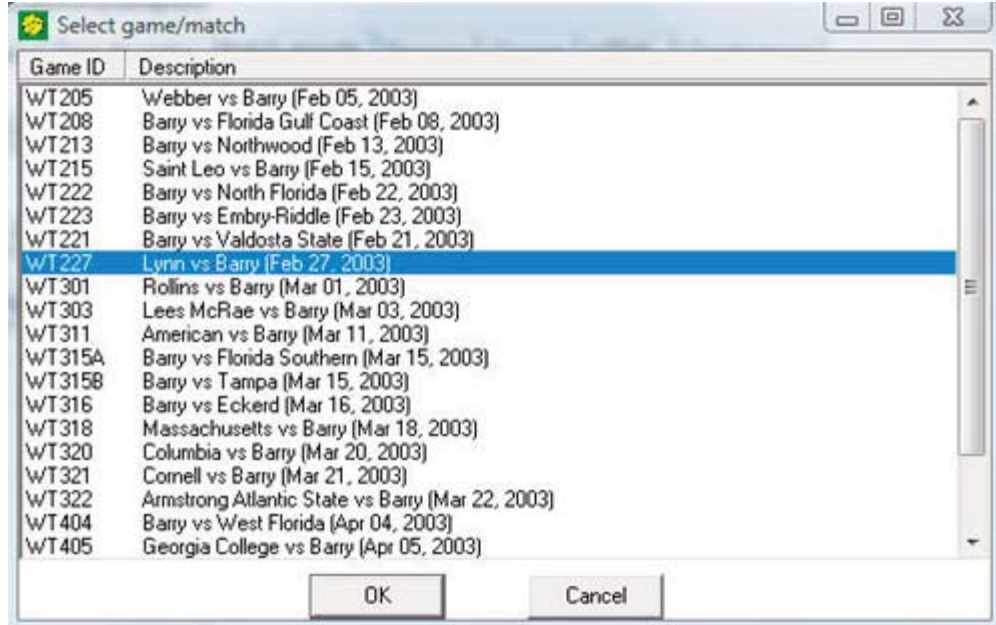 Select game/match
Game ID Description
WT205 Webber vs Barry (Feb 05, 2003)
WT208 Barry vs Florida Gulf Coast (Feb 08, 2003)
WT213 Barry vs Northwood (Feb 13, 2003)
WT215 Saint Leo vs Barry (Feb 15, 2003)
WT222 Barry vs North Florida (Feb 22, 2003)
WT223 Barry vs Embry-Riddle (Feb 23, 2003)
WT221 Barry vs Valdosta State (Feb 21, 2003)
WT227 Lynn vs Barry (Feb 27, 2003)
WT301 Rollins vs Barry (Mar 01, 2003)
WT303 Lees McRae vs Barry (Mar 03, 2003)
WT311 American vs Barry (Mar 11, 2003)
WT315A Barry vs Florida Southern (Mar 15, 2003)
WT315B Barry vs Tampa (Mar 15, 2003)
WT316 Barry vs Eckerd (Mar 16, 2003)
WT318 Massachusetts vs Barry (Mar 18, 2003)
WT320 Columbia vs Barry (Mar 20, 2003)
WT321 Cornell vs Barry (Mar 21, 2003)
WT322 Armstrong Atlantic State vs Barry (Mar 22, 2003)
WT404 Barry vs West Florida (Apr 04, 2003)
WT405 Georgia College vs Barry (Apr 05, 2003)
OK Cancel